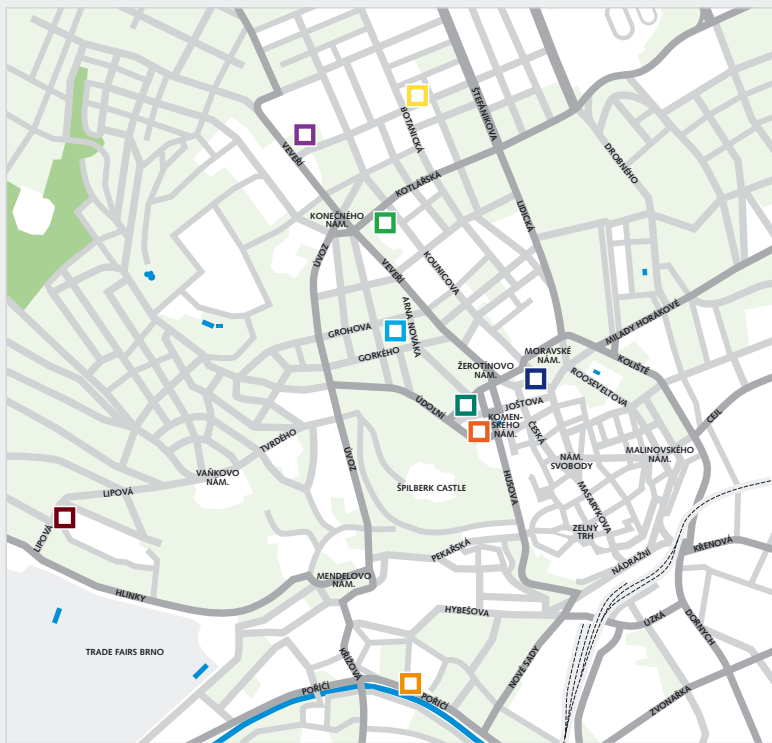 ŠTEFÁNIKOVA
BOTANICKÁ
VEVEŘÍ
DROBNÉHO
KOTLÁŘSKÁ
LIDICKÁ
KONEČNÉHO
NÁM.
ÚVOZ
VEVEŘÍ
KOUNICOVA
ARNA NOVÁKA
GROHOVA
GORKÉHO
MILADY HORÁKOVÉ
MORAVSKÉ
NÁM.
KOLIŠTĚ
ŽEROTÍNOVO
NÁM.
ROOSEVELTOVA
ÚDOLNÍ
JOŠTOVA
KOMEN-
SKÉHO
NÁM.
ČESKÁ
CEJL
TVRDÉHO
ÚVOZ
NÁM.
SVOBODY
MALINOVSKÉHO
NÁM.
VAŇKOVO
NÁM.
ŠPILBERK CASTLE
HUSOVA
MASARYKOVA
LIPOVÁ
LIPOVÁ
ZELNÝ
TRH
PEKAŘSKÁ
NÁDRAŽNÍ
KŘENOVÁ
MENDELOVO
NÁM.
HLINKY
HYBEŠOVA
ÚZKÁ
DORNYCH
TRADE FAIRS BRNO
KŘÍŽOVÁ
NOVÉ SADY
POŘÍČÍ
POŘÍČÍ
ZVONAŘKA